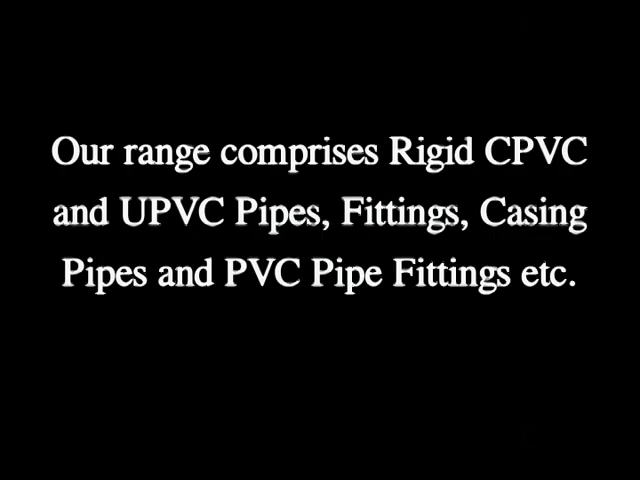 Our range comprises Rigid CPVC
and UPVC Pipes, Fittings, Casing
Pipes and PVC Pipe Fittings etc.